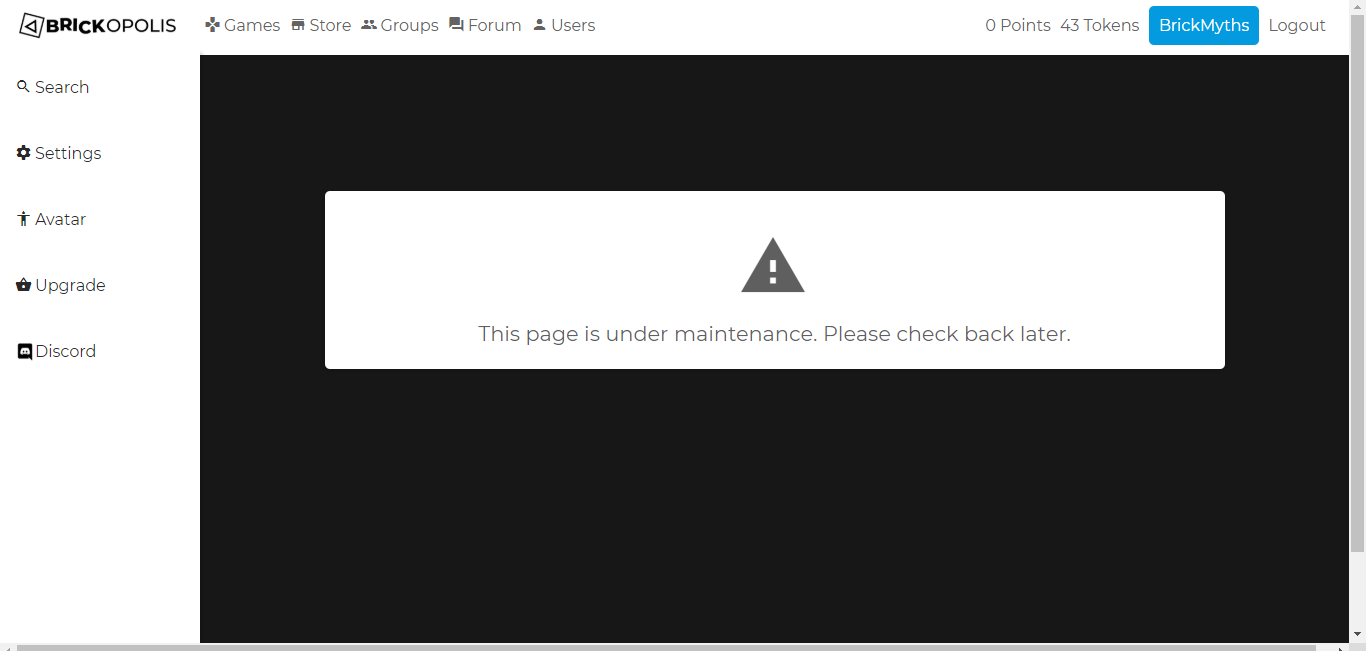 BRICKOPOLIS Games Store Groups Forum Users 0 Points 43 Tokens BrickMyths Logout
Search
Settings
Avatar
Upgrade
Discord
This page is under maintenance. Please check back later.